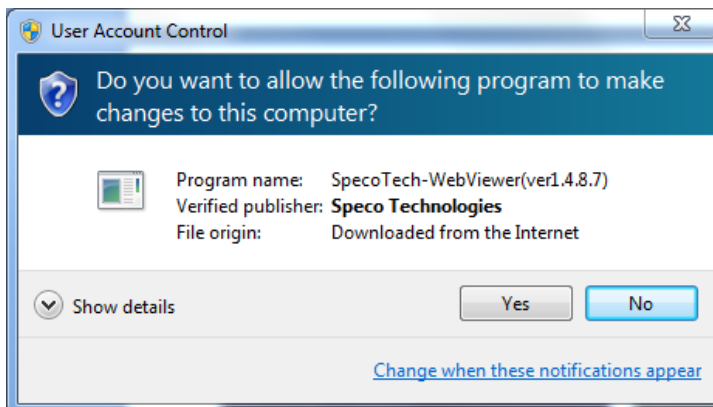 User Account Control
Do you want to allow the following program to make
changes to this computer?
Program name: SpecoTech-WebViewer(ver1.4.8.7)
Verified publisher: Speco Technologies
File origin: Downloaded from the Internet
Show details
Yes
No
Change when these notifications appear